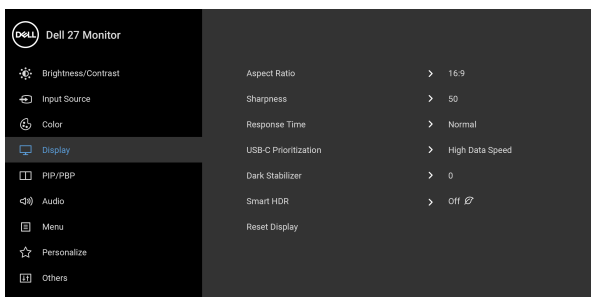 DELL Dell 27 Monitor
Brightness/Contrast
Input Source
Color
Display
PIP/PBP
Audio
Menu
Personalize
Others
Aspect Ratio > 16:9
Sharpness > 50
Response Time > Normal
USB-C Prioritization > High Data Speed
Dark Stabilizer > 0
Smart HDR > Off
Reset Display